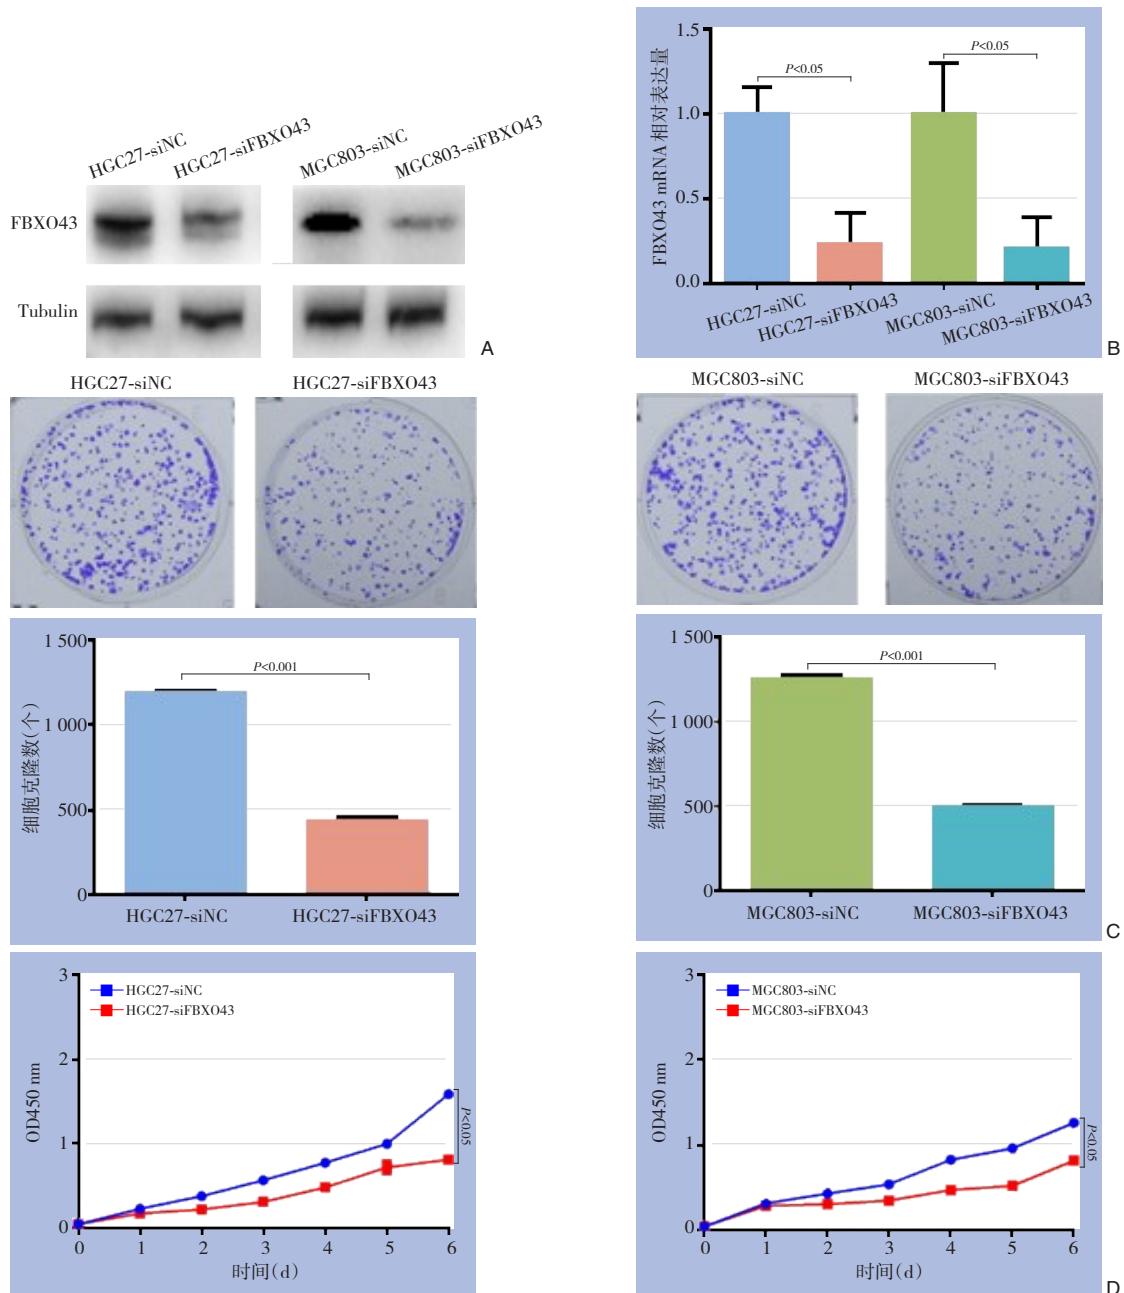 HGC27-siNC
HGC27-siFBXO43
MGC803-siNC
MGC803-siFBXO43
FBXO43
Tubulin
A
FBXO43 mRNA 相对表达量
1.5
1.0
0.5
0.0
P<0.05
P<0.05
HGC27-siNC
HGC27-siFBXO43
MGC803-siNC
MGC803-siFBXO43
B
HGC27-siNC
HGC27-siFBXO43
MGC803-siNC
MGC803-siFBXO43
细胞克隆数(个)
1 500
1 000
500
0
P<0.001
HGC27-siNC
HGC27-siFBXO43
细胞克隆数(个)
1 500
1 000
500
0
P<0.001
MGC803-siNC
MGC803-siFBXO43
C
OD450 nm
3
2
1
0
HGC27-siNC
HGC27-siFBXO43
P<0.05
0 1 2 3 4 5 6
时间(d)
OD450 nm
3
2
1
0
MGC803-siNC
MGC803-siFBXO43
P<0.05
0 1 2 3 4 5 6
时间(d)
D